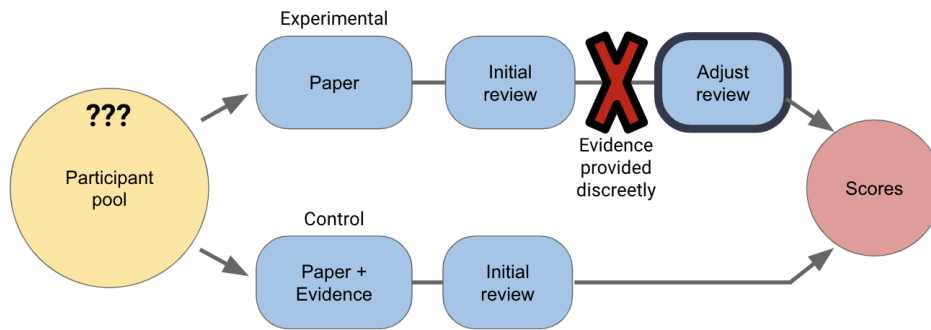 Experimental
Paper
Initial
review
Adjust
review
Evidence
provided
discreetly
???
Participant
pool
Scores
Control
Paper +
Evidence
Initial
review